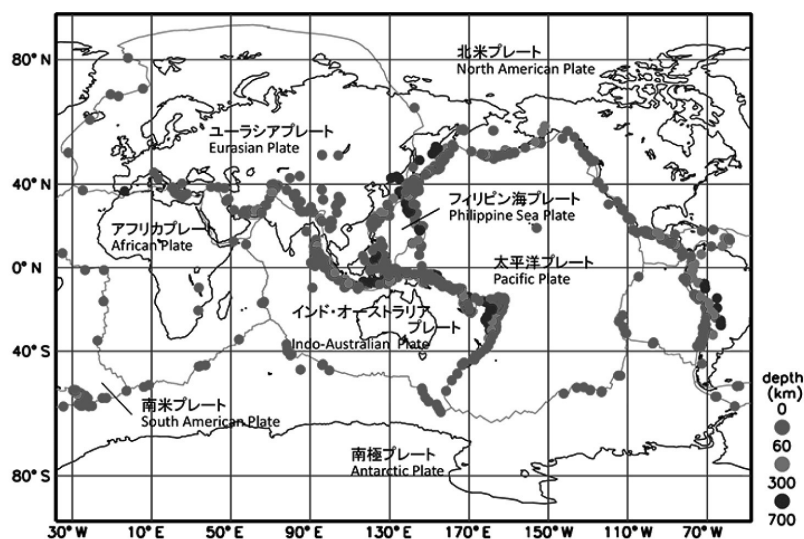 80° N
北米プレート
North American Plate
ユーラシアプレート
Eurasian Plate
40° N
フィリピン海プレート
Philippine Sea Plate
アフリカプレート
African Plate
0° N
太平洋プレート
Pacific Plate
インド・オーストラリア
プレート
Indo-Australian Plate
40° S
南米プレート
South American Plate
南極プレート
Antarctic Plate
80° S
30° W
10° E
50° E
90° E
130° E
170° E
150° W
110° W
70° W
depth
(km)
0
60
300
700